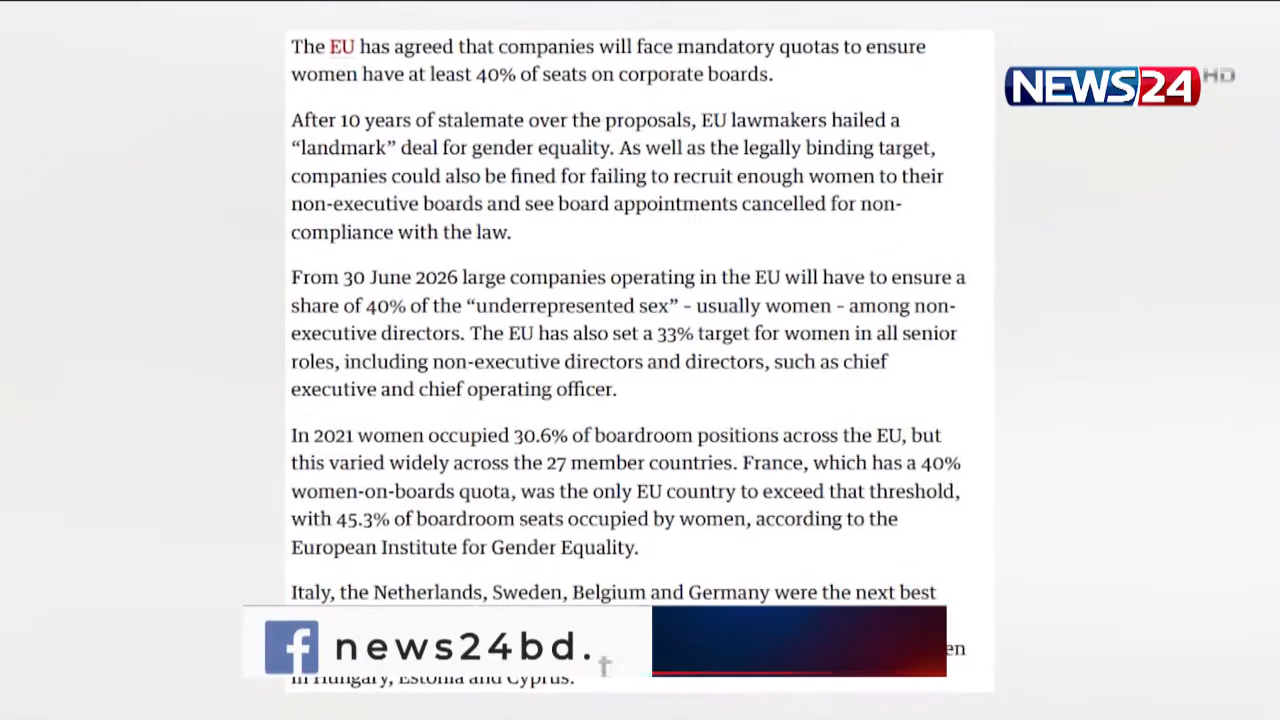 The EU has agreed that companies will face mandatory quotas to ensure
women have at least 40% of seats on corporate boards.
NEWS24 HD
After 10 years of stalemate over the proposals, EU lawmakers hailed a
“landmark” deal for gender equality. As well as the legally binding target,
companies could also be fined for failing to recruit enough women to their
non-executive boards and see board appointments cancelled for non-
compliance with the law.
From 30 June 2026 large companies operating in the EU will have to ensure a
share of 40% of the “underrepresented sex” – usually women – among non-
executive directors. The EU has also set a 33% target for women in all senior
roles, including non-executive directors and directors, such as chief
executive and chief operating officer.
In 2021 women occupied 30.6% of boardroom positions across the EU, but
this varied widely across the 27 member countries. France, which has a 40%
women-on-boards quota, was the only EU country to exceed that threshold,
with 45.3% of boardroom seats occupied by women, according to the
European Institute for Gender Equality.
Italy, the Netherlands, Sweden, Belgium and Germany were the next best
f news24bd.t
en
in Hungary, Estonia and Cyprus.